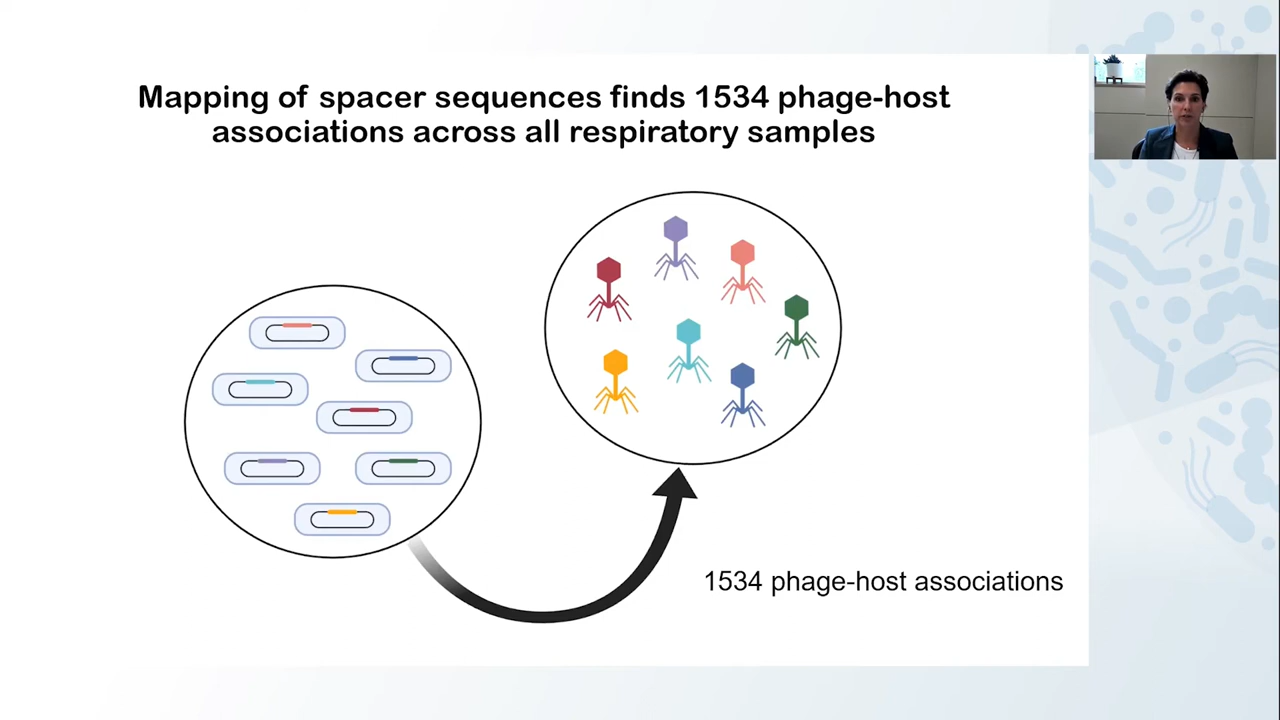 Mapping of spacer sequences finds 1534 phage-host
associations across all respiratory samples
1534 phage-host associations